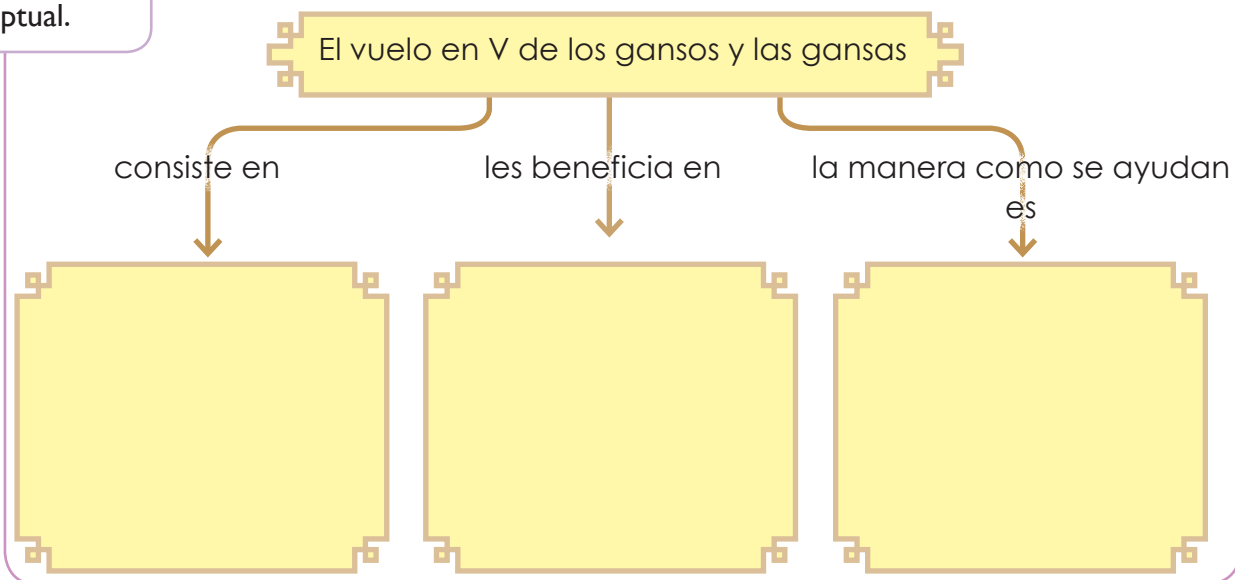 ptual.
El vuelo en V de los gansos y las gansas
consiste en
les beneficia en
la manera como se ayudan
es